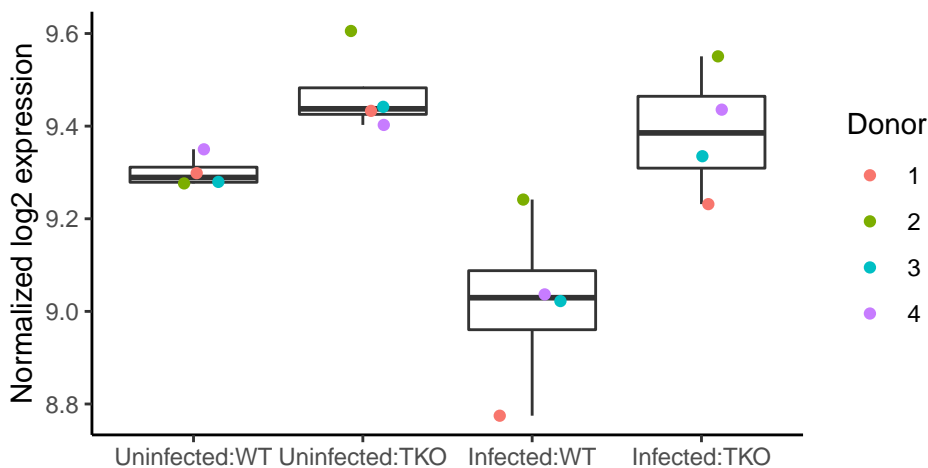 Normalized log2 expression
9.6
9.4
9.2
9.0
8.8
Uninfected:WT
Uninfected:TKO
Infected:WT
Infected:TKO
Donor
1
2
3
4